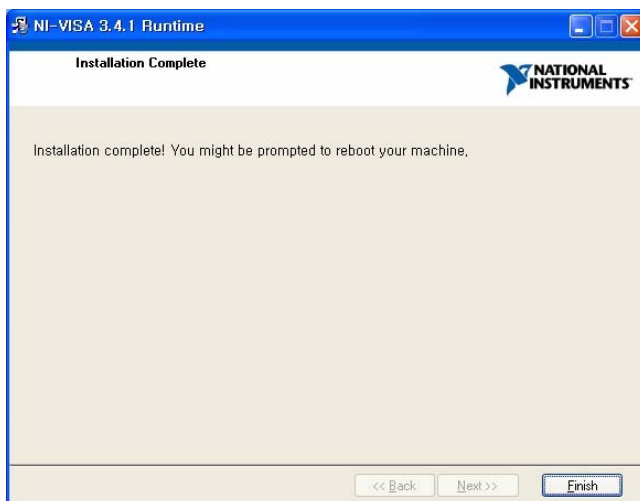 NI-VISA 3.4.1 Runtime
Installation Complete
NATIONAL
INSTRUMENTS™
Installation complete! You might be prompted to reboot your machine,
<< Back
Next >>
Finish